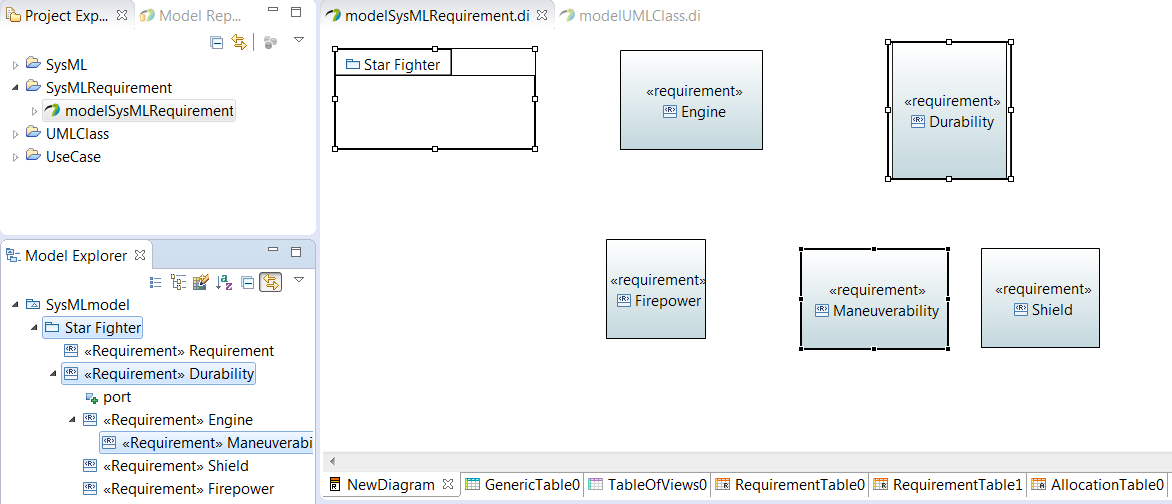 Project Exp...
Model Rep...
SysML
SysMLRequirement
modelSysMLRequirement
UMLClass
UseCase
Model Explorer
SysMLmodel
Star Fighter
«Requirement» Requirement
«Requirement» Durability
port
«Requirement» Engine
«Requirement» Maneuverabi
«Requirement» Shield
«Requirement» Firepower
modelSysMLRequirement.di
modelUMLClass.di
Star Fighter
«requirement»
Engine
«requirement»
Durability
«requirement»
Firepower
«requirement»
Maneuverability
«requirement»
Shield
NewDiagram
GenericTable0
TableOfViews0
RequirementTable0
RequirementTable1
AllocationTable0